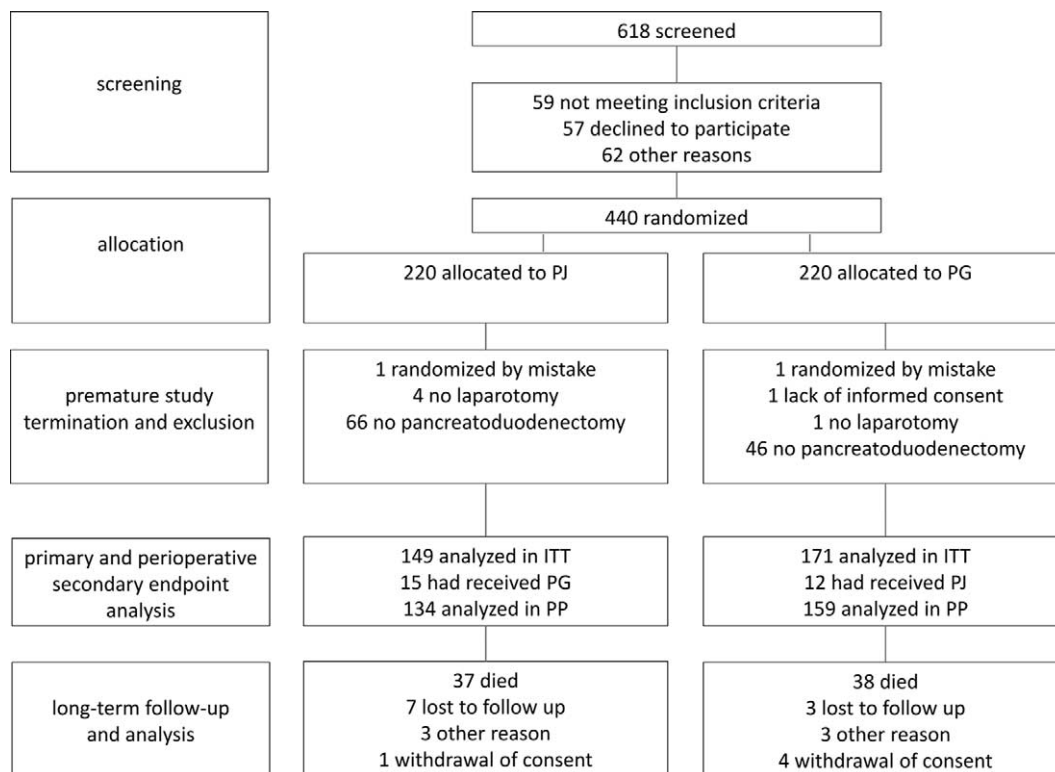 618 screened
screening
59 not meeting inclusion criteria
57 declined to participate
62 other reasons
440 randomized
allocation
220 allocated to PJ
220 allocated to PG
premature study
termination and exclusion
1 randomized by mistake
4 no laparotomy
66 no pancreatoduodenectomy
1 randomized by mistake
1 lack of informed consent
1 no laparotomy
46 no pancreatoduodenectomy
primary and perioperative
secondary endpoint
analysis
149 analyzed in ITT
15 had received PG
134 analyzed in PP
171 analyzed in ITT
12 had received PJ
159 analyzed in PP
long-term follow-up
and analysis
37 died
7 lost to follow up
3 other reason
1 withdrawal of consent
38 died
3 lost to follow up
3 other reason
4 withdrawal of consent